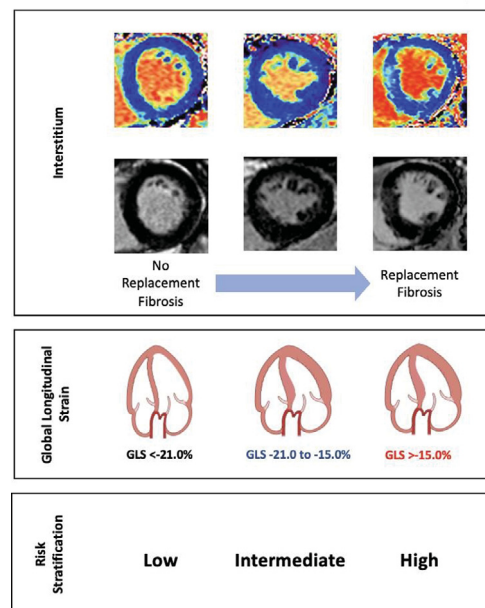 Interstitium
No
Replacement
Fibrosis
Replacement
Fibrosis
Global Longitudinal
Strain
GLS <-21.0%
GLS -21.0 to -15.0%
GLS >-15.0%
Risk
Stratification
Low
Intermediate
High